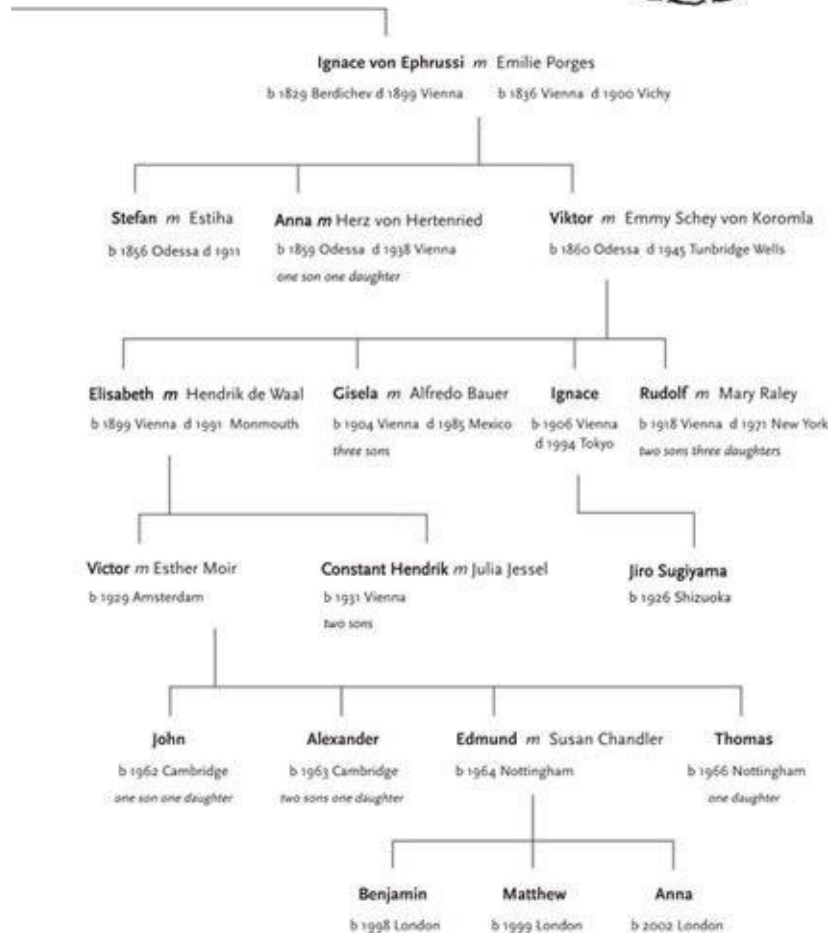 Ignace von Ephrussi m Emilie Porges
b 1829 Berdichev d 1899 Vienna b 1836 Vienna d 1900 Vichy
Stefan m Estiha Anna m Herz von Hertenried Viktor m Emmy Schey von Koromla
b 1856 Odessa d 1911 b 1859 Odessa d 1938 Vienna b 1860 Odessa d 1945 Tunbridge Wells
one son one daughter
Elisabeth m Hendrik de Waal Gisela m Alfredo Bauer Ignace Rudolf m Mary Raley
b 1899 Vienna d 1991 Monmouth b 1904 Vienna d 1985 Mexico b 1906 Vienna b 1918 Vienna d 1971 New York
three sons d 1994 Tokyo two sons three daughters
Victor m Esther Moir Constant Hendrik m Julia Jessel Jiro Sugiyama
b 1929 Amsterdam b 1931 Vienna b 1926 Shizuoka
two sons
John Alexander Edmund m Susan Chandler Thomas
b 1962 Cambridge b 1963 Cambridge b 1964 Nottingham b 1966 Nottingham
one son one daughter two sons one daughter one daughter
Benjamin Matthew Anna
b 1998 London b 1999 London b 2002 London